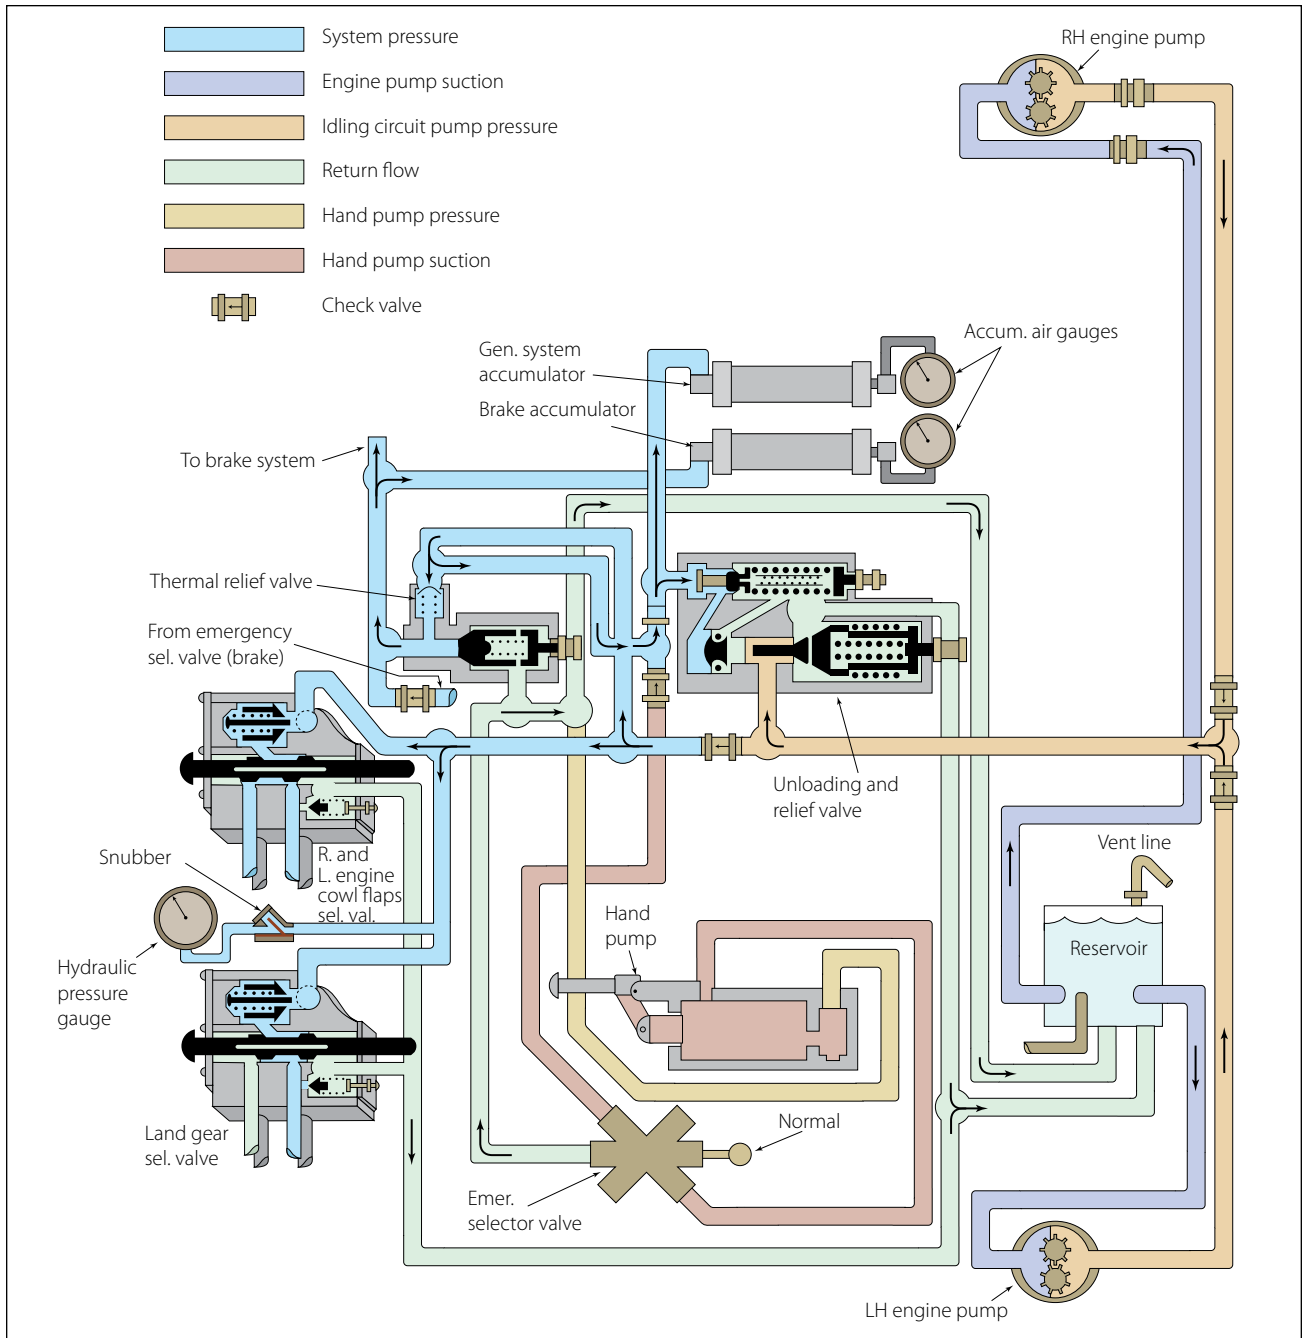 System pressure
Engine pump suction
Idling circuit pump pressure
Return flow
Hand pump pressure
Hand pump suction
Check valve
RH engine pump
Accum. air gauges
Gen. system
accumulator
Brake accumulator
To brake system
Thermal relief valve
From emergency
sel. valve (brake)
Unloading and
relief valve
Vent line
Reservoir
R. and
L. engine
cowl flaps
sel. val.
Snubber
Hydraulic
pressure
gauge
Hand
pump
Normal
Land gear
sel. valve
Emer.
selector valve
LH engine pump